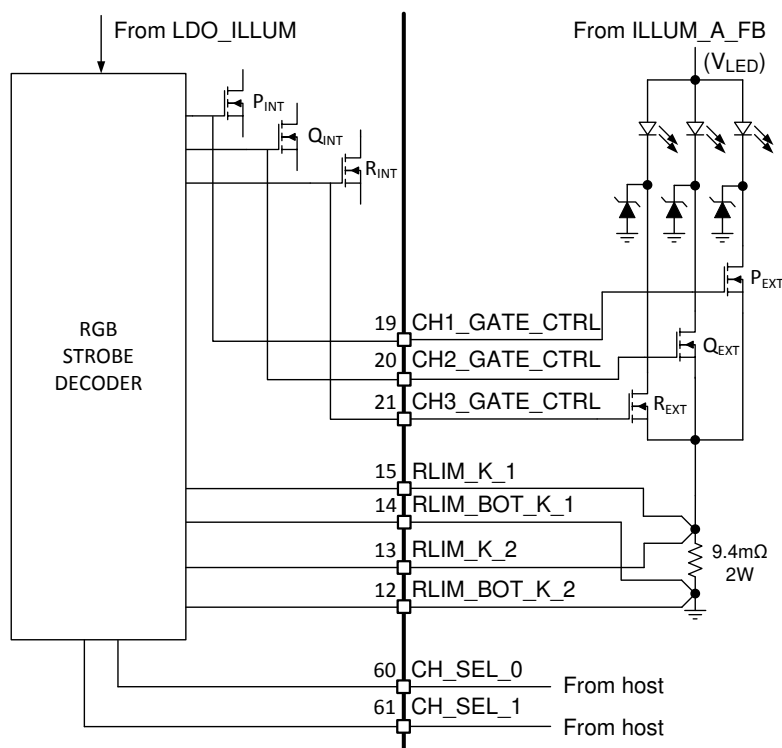 From LDO_ILLUM
From ILLUM_A_FB
(VLED)
PINT
QINT
RINT
RGB
STROBE
DECODER
PEXT
QEXT
REXT
19 CH1_GATE_CTRL
20 CH2_GATE_CTRL
21 CH3_GATE_CTRL
15 RLIM_K_1
14 RLIM_BOT_K_1
13 RLIM_K_2
12 RLIM_BOT_K_2
9.4mΩ
2W
60 CH_SEL_0 From host
61 CH_SEL_1 From host